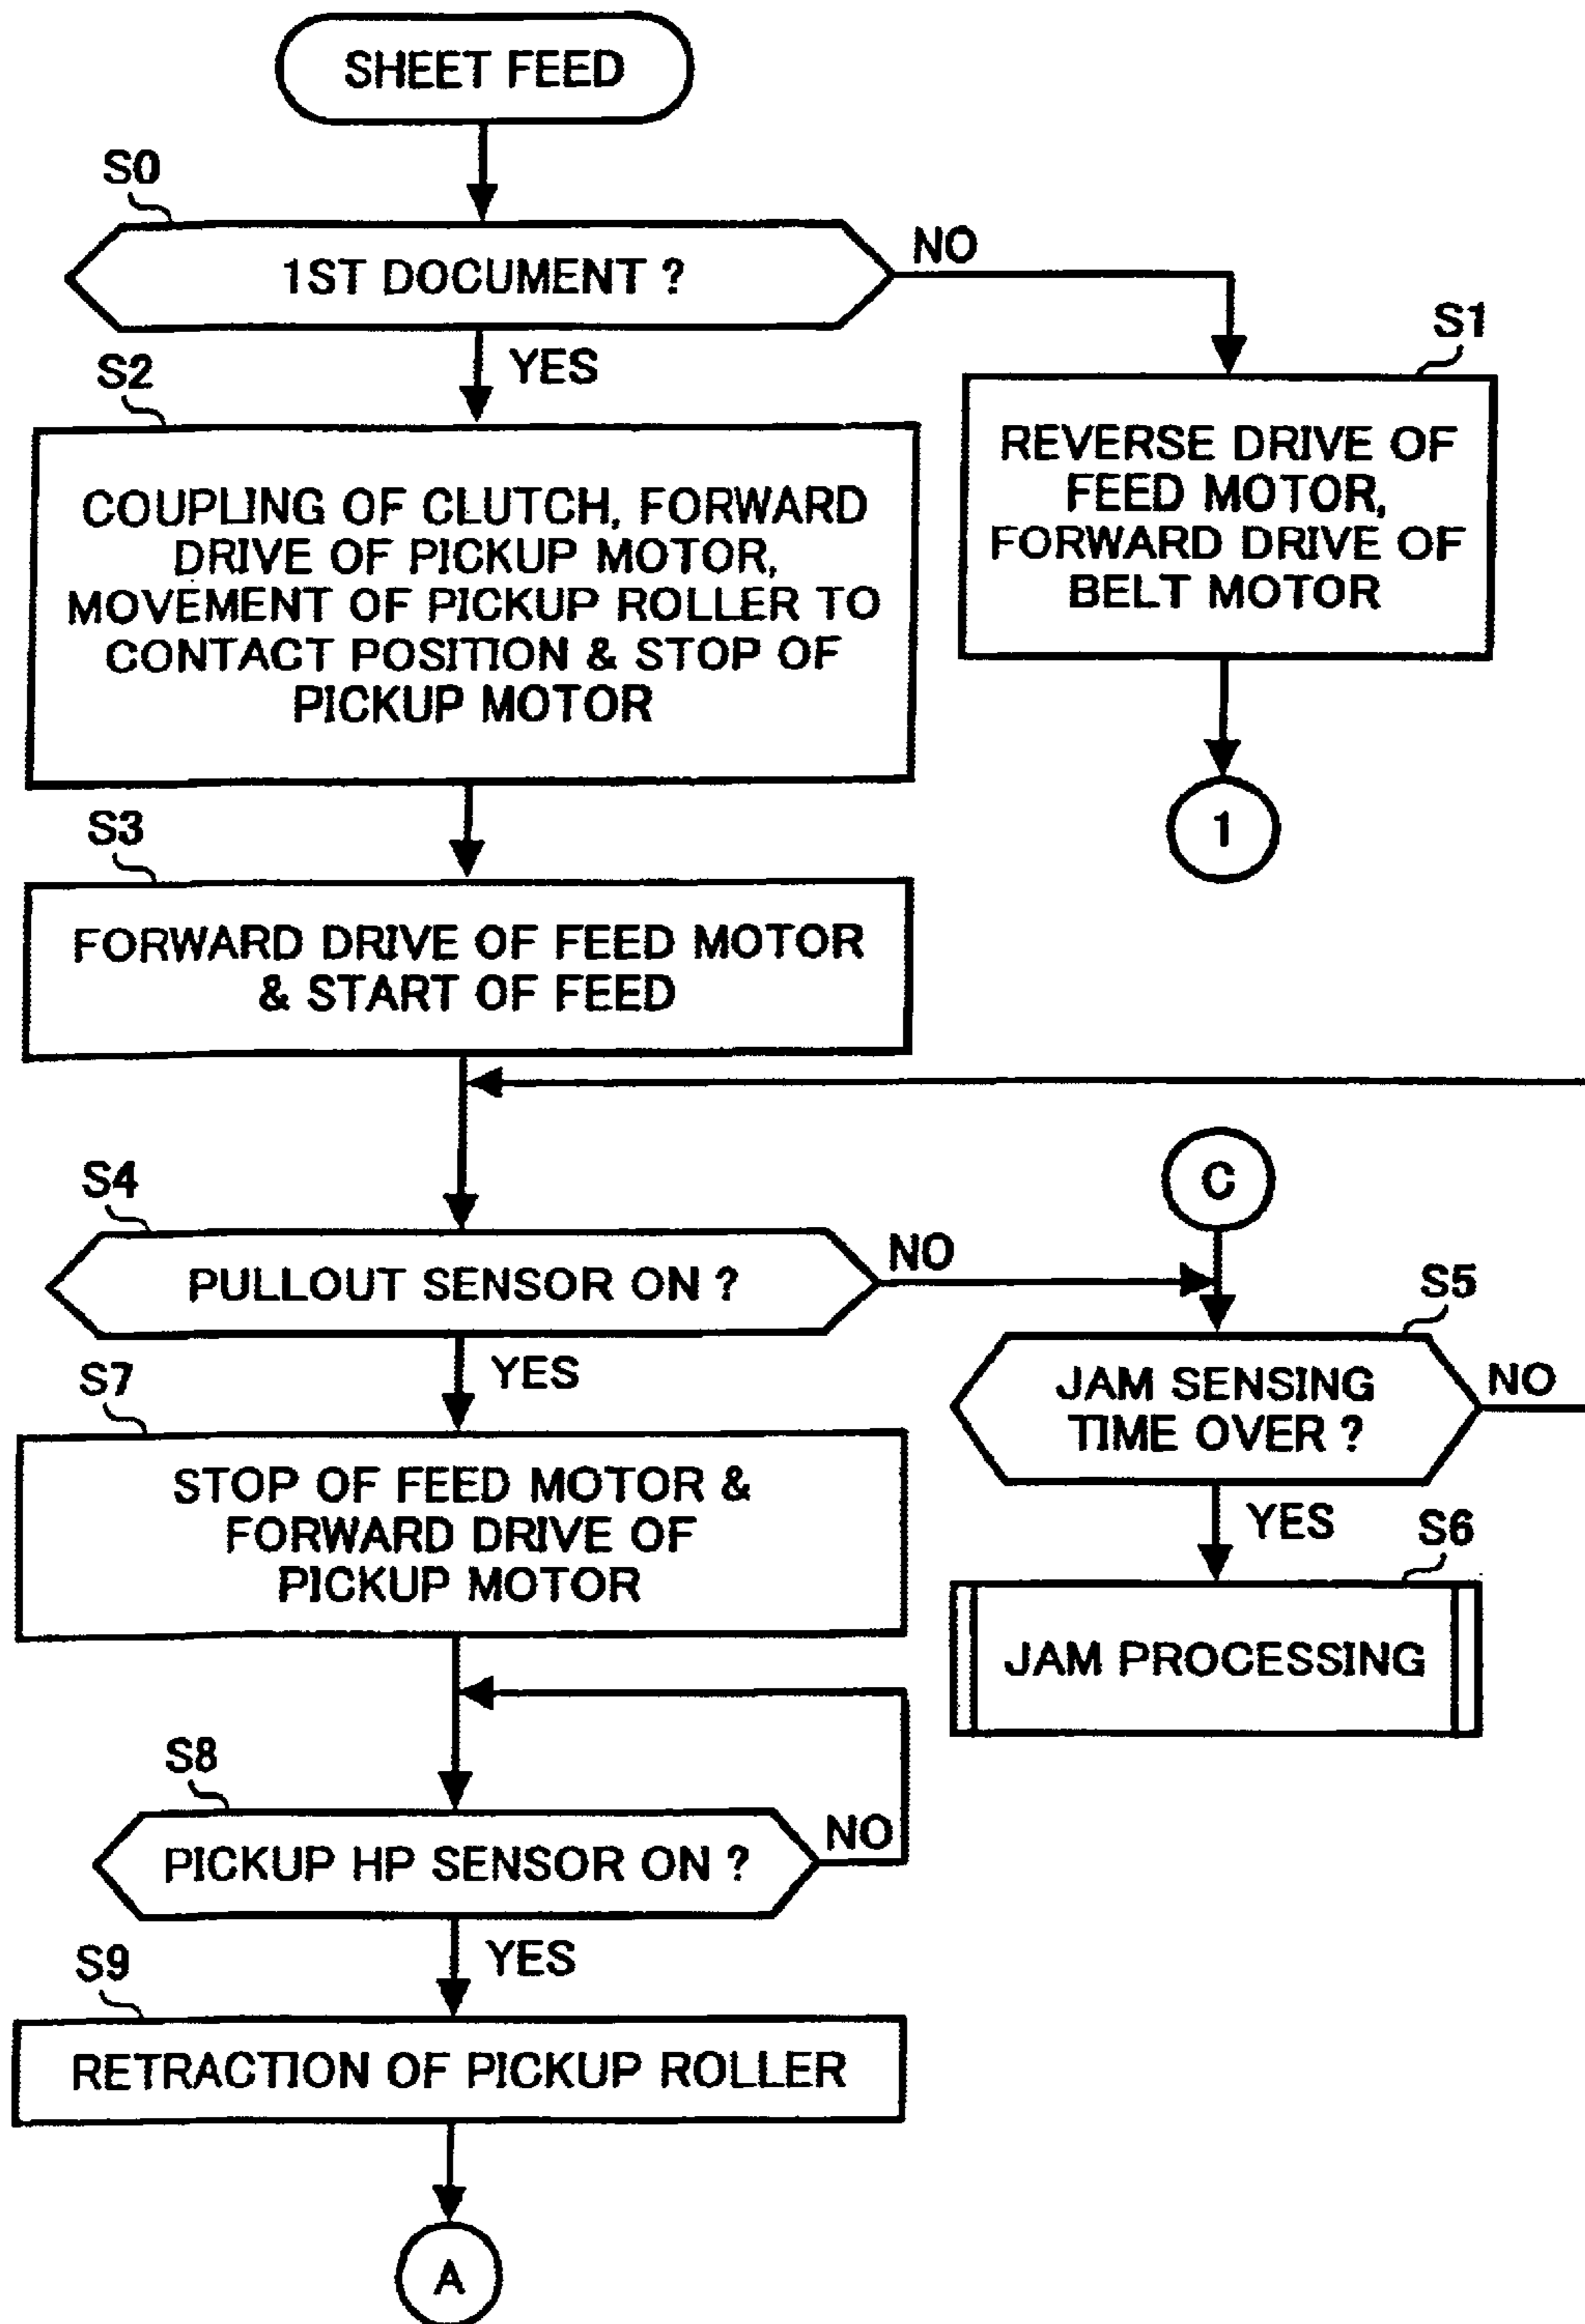 SHEET FEED
S0
1ST DOCUMENT ?
NO
YES
S1
REVERSE DRIVE OF
FEED MOTOR,
FORWARD DRIVE OF
BELT MOTOR
1
S2
COUPLING OF CLUTCH, FORWARD
DRIVE OF PICKUP MOTOR,
MOVEMENT OF PICKUP ROLLER TO
CONTACT POSITION & STOP OF
PICKUP MOTOR
S3
FORWARD DRIVE OF FEED MOTOR
& START OF FEED
S4
PULLOUT SENSOR ON ?
NO
YES
C
S5
JAM SENSING
TIME OVER ?
NO
YES
S6
JAM PROCESSING
S7
STOP OF FEED MOTOR &
FORWARD DRIVE OF
PICKUP MOTOR
S8
PICKUP HP SENSOR ON ?
NO
YES
S9
RETRACTION OF PICKUP ROLLER
A